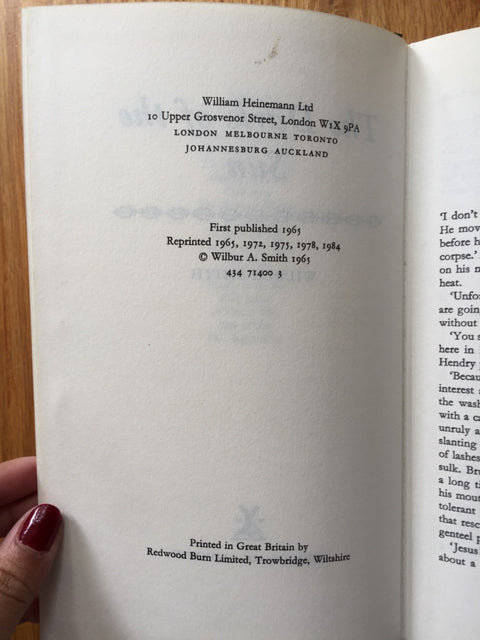 William Heinemann Ltd
10 Upper Grosvenor Street, London W1X 9PA
LONDON MELBOURNE TORONTO
JOHANNESBURG AUCKLAND
First published 1965
Reprinted 1965, 1972, 1975, 1978, 1984
© Wilbur A. Smith 1965
434 71400 3
Printed in Great Britain by
Redwood Burn Limited, Trowbridge, Wiltshire
'I don't
He mov
before h
corpse.'
on his n
heat.
'Unfo
are goin
without
'You s
here in
Hendry
'Becau
interest
the wash
with a c
unruly a
slanting
of lashes
sulk. Br
a long ti
his mou
tolerant
that resc
genteel p
'Jesus
about a